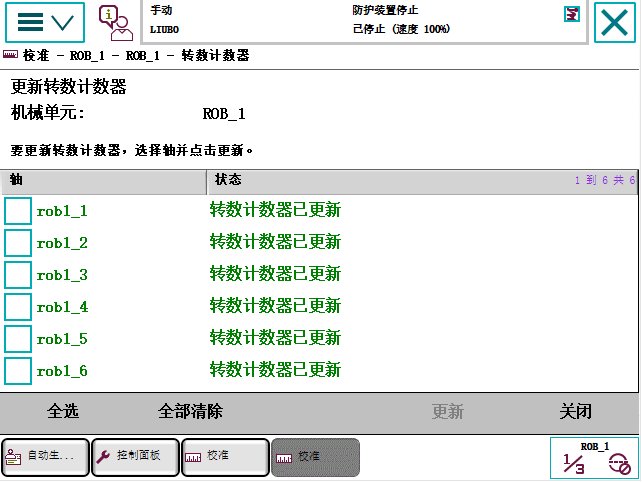 手动
防护装置停止
LIUBO
已停止 (速度 100%)
校准 - ROB_1 - ROB_1 - 转数计数器
更新转数计数器
机械单元:
ROB_1
要更新转数计数器，选择轴并点击更新。
轴
状态
1 到 6 共 6
rob1_1
转数计数器已更新
rob1_2
转数计数器已更新
rob1_3
转数计数器已更新
rob1_4
转数计数器已更新
rob1_5
转数计数器已更新
rob1_6
转数计数器已更新
全选
全部清除
更新
关闭
自动生...
控制面板
校准
校准
ROB_1
1/3